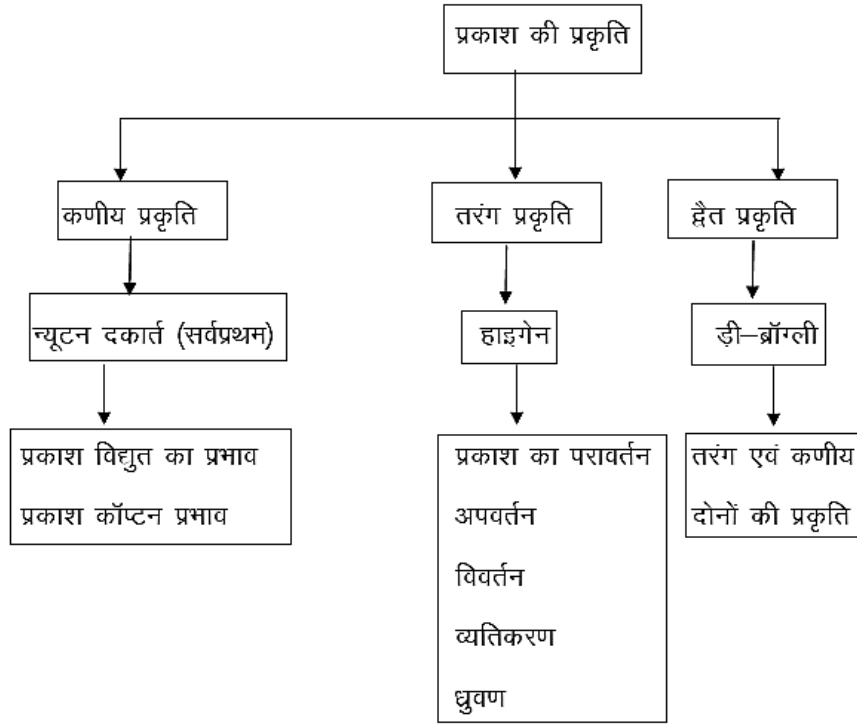 प्रकाश की प्रकृति
कणीय प्रकृति
तरंग प्रकृति
द्वैत प्रकृति
न्यूटन दकार्त (सर्वप्रथम)
हाइगेन
ड़ी–ब्रॉग्ली
प्रकाश विद्युत का प्रभाव
प्रकाश कॉप्टन प्रभाव
प्रकाश का परावर्तन
अपवर्तन
विवर्तन
व्यतिकरण
ध्रुवण
तरंग एवं कणीय
दोनों की प्रकृति